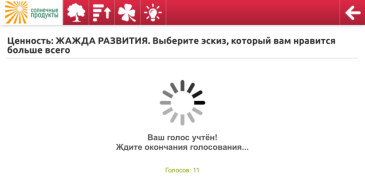 солнечные
продукты
Ценность: ЖАЖДА РАЗВИТИЯ. Выберите эскиз, который вам нравится
больше всего
Ваш голос учтён!
Ждите окончания голосования...
Голосов: 11